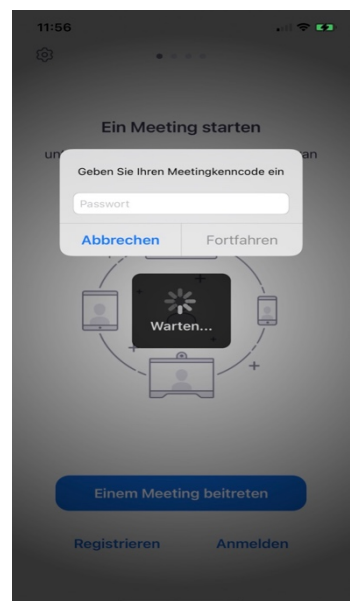 11:56
Ein Meeting starten
Geben Sie Ihren Meetingkenncode ein
Passwort
Abbrechen
Fortfahren
Warten...
Einem Meeting beitreten
Registrieren
Anmelden